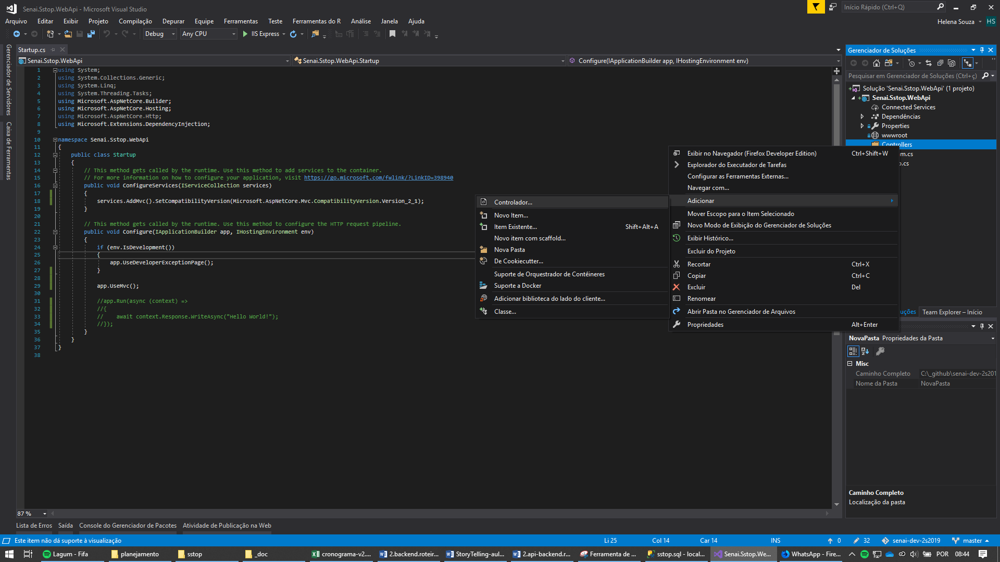 Senai.Sstop.WebApi - Microsoft Visual Studio
Início Rápido (Ctrl+Q)
Arquivo Editar Exibir Projeto Compilação Depurar Equipe Ferramentas Teste Ferramentas do R Análise Janela Ajuda
Helena Souza HS
Debug Any CPU IIS Express
Gerenciador de Servidores
Caixa de Ferramentas
Startup.cs
Senai.Sstop.WebApi Senai.Sstop.WebApi.Startup Configure(IApplicationBuilder app, IHostingEnvironment env)
1 using System;
2 using System.Collections.Generic;
3 using System.Linq;
4 using System.Threading.Tasks;
5 using Microsoft.AspNetCore.Builder;
6 using Microsoft.AspNetCore.Hosting;
7 using Microsoft.AspNetCore.Http;
8 using Microsoft.Extensions.DependencyInjection;
9
10 namespace Senai.Sstop.WebApi
11 {
12 public class Startup
13 {
14 // This method gets called by the runtime. Use this method to add services to the container.
15 // For more information on how to configure your application, visit https://go.microsoft.com/fwlink/?LinkID=398940
16 public void ConfigureServices(IServiceCollection services)
17 {
18 services.AddMvc().SetCompatibilityVersion(Microsoft.AspNetCore.Mvc.CompatibilityVersion.Version_2_1);
19 }
20
21 // This method gets called by the runtime. Use this method to configure the HTTP request pipeline.
22 public void Configure(IApplicationBuilder app, IHostingEnvironment env)
23 {
24 if (env.IsDevelopment())
25 {
26 app.UseDeveloperExceptionPage();
27 }
28
29 app.UseMvc();
30
31 //app.Run(async (context) =>
32 //{
33 // await context.Response.WriteAsync("Hello World!");
34 //});
35 }
36 }
37 }
38
Controlador...
Novo Item...
Item Existente... Shift+Alt+A
Novo item com scaffold...
Nova Pasta
De Cookiecutter...
Suporte de Orquestrador de Contêineres
Suporte a Docker
Adicionar biblioteca do lado do cliente...
Classe...
Exibir no Navegador (Firefox Developer Edition) Ctrl+Shift+W
Explorador do Executador de Tarefas
Configurar as Ferramentas Externas...
Navegar com...
Adicionar
Mover Escopo para o Item Selecionado
Novo Modo de Exibição do Gerenciador de Soluções
Exibir Histórico...
Excluir do Projeto
Recortar Ctrl+X
Copiar Ctrl+C
Excluir Del
Renomear
Abrir Pasta no Gerenciador de Arquivos
Propriedades Alt+Enter
Gerenciador de Soluções
Pesquisar em Gerenciador de Soluções (Ctrl+ç)
Solução 'Senai.Sstop.WebApi' (1 projeto)
Senai.Sstop.WebApi
Connected Services
Dependências
Properties
wwwroot
Controllers
m.cs
p.cs
uções Team Explorer – Início
NovaPasta Propriedades da Pasta
Misc
Caminho Completo C:\_github\senai-dev-2s201
Nome da Pasta NovaPasta
Caminho Completo
Localização da pasta
87 %
Lista de Erros Saída Console do Gerenciador de Pacotes Atividade de Publicação na Web
Este item não dá suporte à visualização Li 25 Col 14 Car 14 INS 0 32 senai-dev-2s2019 master
Lagum - Fifa planejamento sstop _doc cronograma-v2.... 2.backend.roteir... StoryTelling-aul... 2.api-backend.r... Ferramenta de ... sstop.sql - local... Senai.Sstop.We... WhatsApp - Fire... POR 08:44